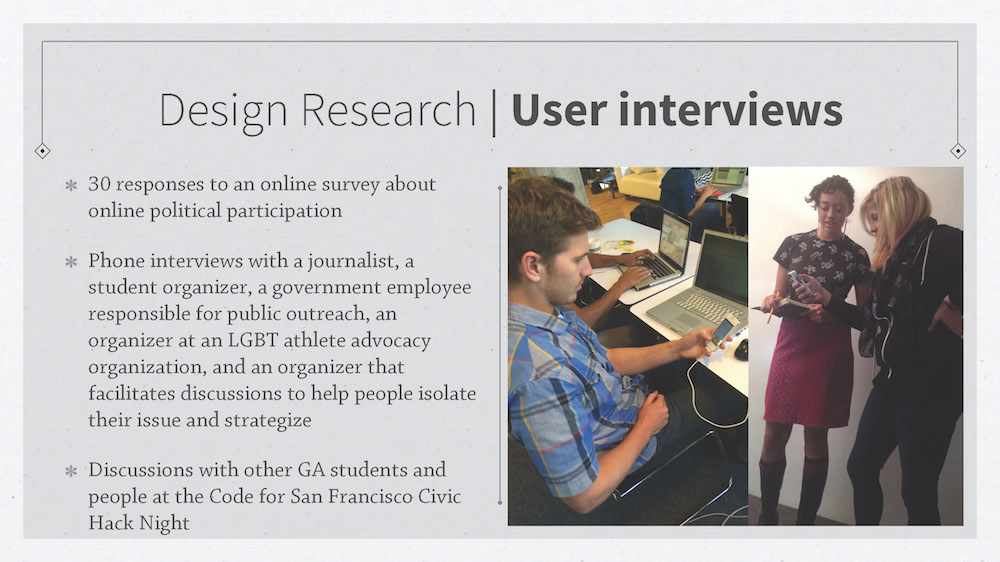 Design Research | User interviews
✻ 30 responses to an online survey about
online political participation
✻ Phone interviews with a journalist, a
student organizer, a government employee
responsible for public outreach, an
organizer at an LGBT athlete advocacy
organization, and an organizer that
facilitates discussions to help people isolate
their issue and strategize
✻ Discussions with other GA students and
people at the Code for San Francisco Civic
Hack Night